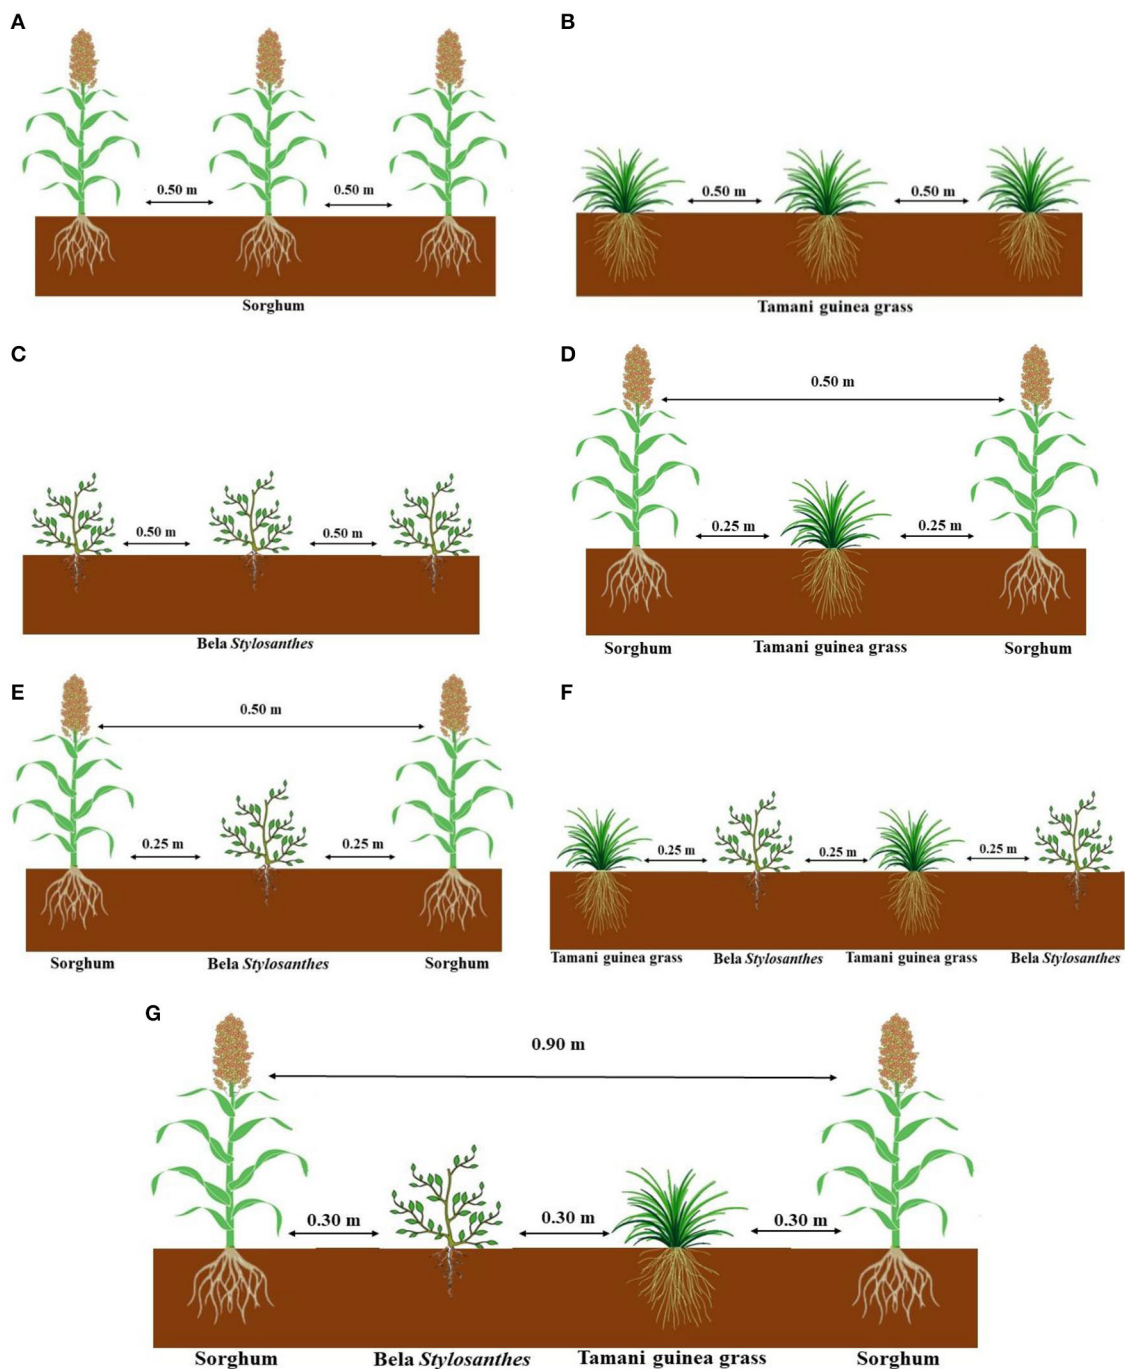 A
B
0.50 m
0.50 m
0.50 m
0.50 m
Sorghum
Tamani guinea grass
C
D
0.50 m
0.50 m
0.50 m
0.25 m
0.25 m
Bela Stylosanthes
Sorghum
Tamani guinea grass
Sorghum
E
F
0.50 m
0.25 m
0.25 m
0.25 m
0.25 m
0.25 m
Sorghum
Bela Stylosanthes
Sorghum
Tamani guinea grass
Bela Stylosanthes
Tamani guinea grass
Bela Stylosanthes
G
0.90 m
0.30 m
0.30 m
0.30 m
Sorghum
Bela Stylosanthes
Tamani guinea grass
Sorghum